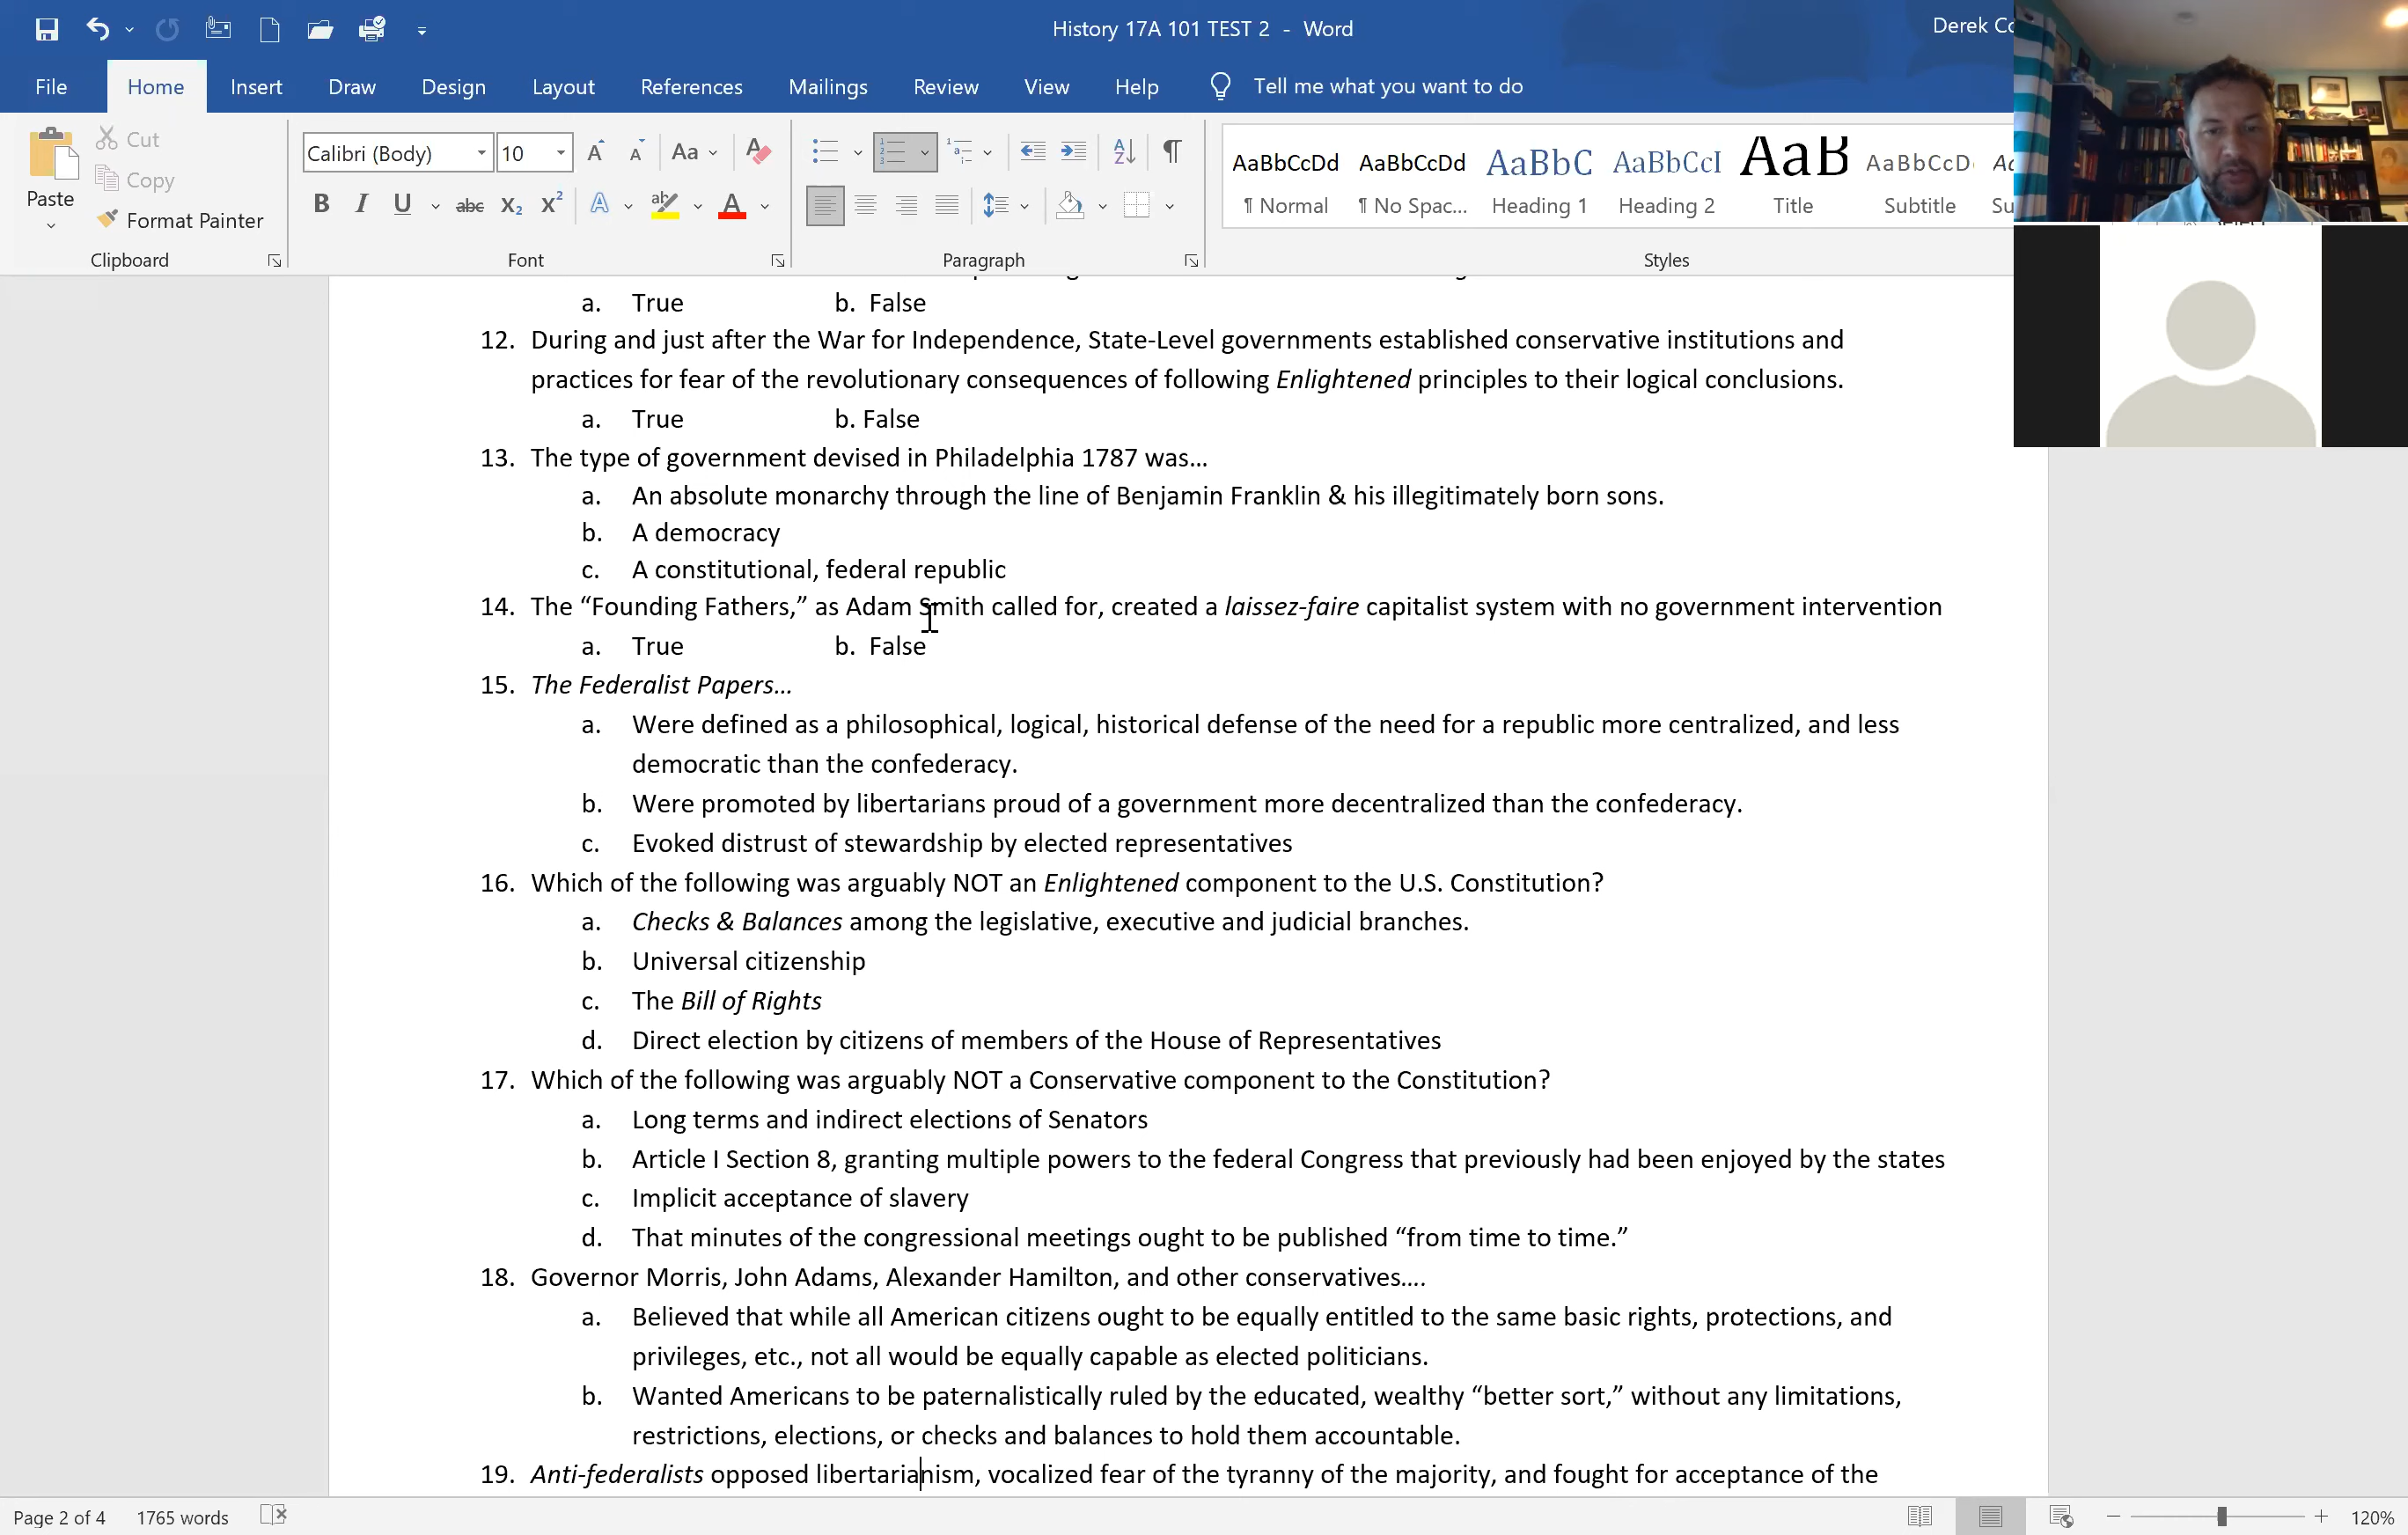 History 17A 101 TEST 2 - Word
Derek
File Home Insert Draw Design Layout References Mailings Review View Help Tell me what you want to do
Paste
Cut
Copy
Format Painter
Clipboard
Calibri (Body) 10
Font
Paragraph
AaBbCcDd AaBbCcDd AaBbC AaBbCcI AaB AaBbCcD
¶ Normal ¶ No Spac... Heading 1 Heading 2 Title Subtitle
Styles
a. True b. False
12. During and just after the War for Independence, State-Level governments established conservative institutions and
practices for fear of the revolutionary consequences of following Enlightened principles to their logical conclusions.
a. True b. False
13. The type of government devised in Philadelphia 1787 was…
a. An absolute monarchy through the line of Benjamin Franklin & his illegitimately born sons.
b. A democracy
c. A constitutional, federal republic
14. The “Founding Fathers,” as Adam Smith called for, created a laissez-faire capitalist system with no government intervention
a. True b. False
15. The Federalist Papers…
a. Were defined as a philosophical, logical, historical defense of the need for a republic more centralized, and less
democratic than the confederacy.
b. Were promoted by libertarians proud of a government more decentralized than the confederacy.
c. Evoked distrust of stewardship by elected representatives
16. Which of the following was arguably NOT an Enlightened component to the U.S. Constitution?
a. Checks & Balances among the legislative, executive and judicial branches.
b. Universal citizenship
c. The Bill of Rights
d. Direct election by citizens of members of the House of Representatives
17. Which of the following was arguably NOT a Conservative component to the Constitution?
a. Long terms and indirect elections of Senators
b. Article I Section 8, granting multiple powers to the federal Congress that previously had been enjoyed by the states
c. Implicit acceptance of slavery
d. That minutes of the congressional meetings ought to be published “from time to time.”
18. Governor Morris, John Adams, Alexander Hamilton, and other conservatives….
a. Believed that while all American citizens ought to be equally entitled to the same basic rights, protections, and
privileges, etc., not all would be equally capable as elected politicians.
b. Wanted Americans to be paternalistically ruled by the educated, wealthy “better sort,” without any limitations,
restrictions, elections, or checks and balances to hold them accountable.
19. Anti-federalists opposed libertarianism, vocalized fear of the tyranny of the majority, and fought for acceptance of the
Page 2 of 4 1765 words 120%